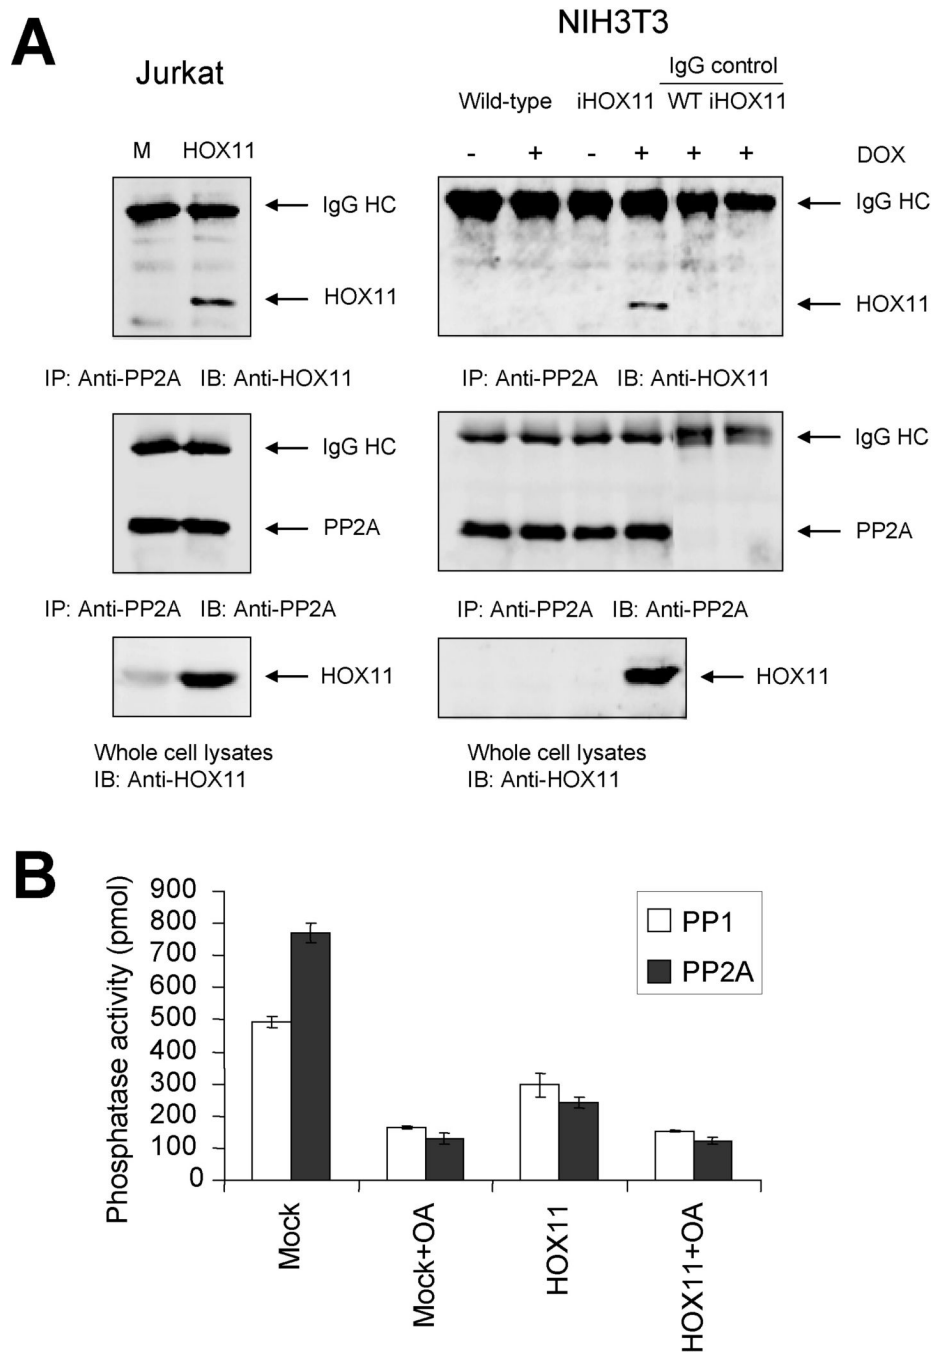 A
NIH3T3
Jurkat
IgG control
Wild-type iHOX11 WT iHOX11
M HOX11
- + - + + + DOX
IgG HC
IgG HC
HOX11
HOX11
IP: Anti-PP2A IB: Anti-HOX11
IP: Anti-PP2A IB: Anti-HOX11
IgG HC
IgG HC
PP2A
PP2A
IP: Anti-PP2A IB: Anti-PP2A
IP: Anti-PP2A IB: Anti-PP2A
HOX11
HOX11
Whole cell lysates
IB: Anti-HOX11
Whole cell lysates
IB: Anti-HOX11
B
Phosphatase activity (pmol)
900
800
700
600
500
400
300
200
100
0
PP1
PP2A
Mock
Mock+OA
HOX11
HOX11+OA